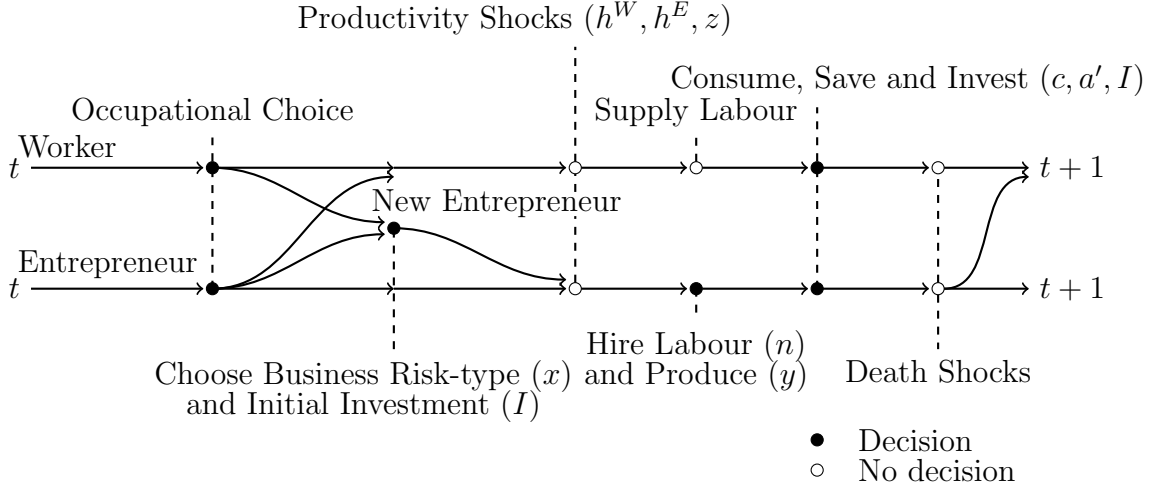 Productivity Shocks (h^W, h^E, z)
Consume, Save and Invest (c, a′, I)
Occupational Choice
Supply Labour
Worker
t
t + 1
New Entrepreneur
Entrepreneur
t
t + 1
Hire Labour (n)
and Produce (y)
Choose Business Risk-type (x)
and Initial Investment (I)
Death Shocks
Decision
No decision